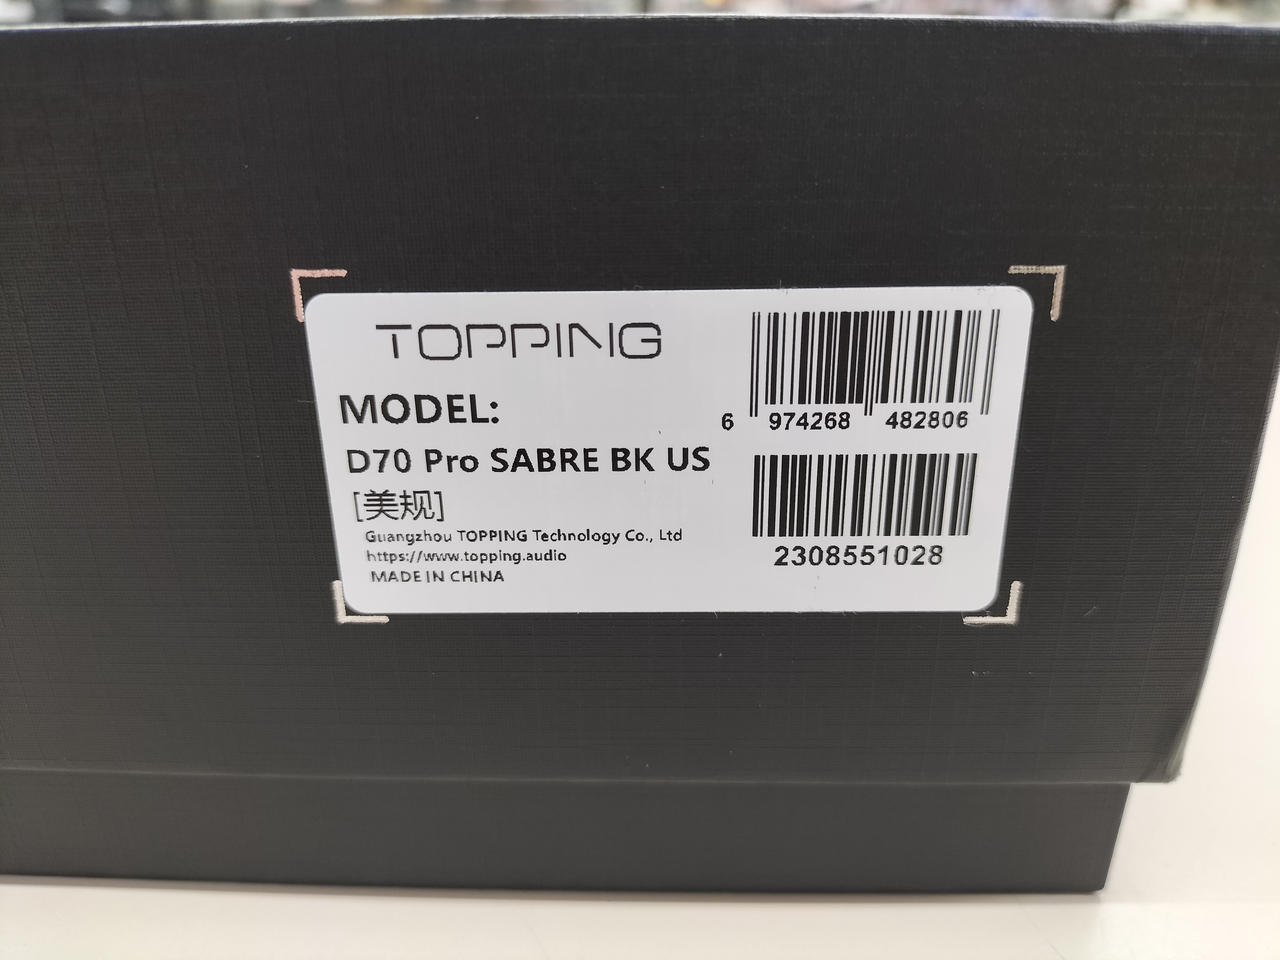 TOPPING
MODEL:
D70 Pro SABRE BK US
[美规]
Guangzhou TOPPING Technology Co., Ltd
https://www.topping.audio
MADE IN CHINA
6 974268 482806
2308551028